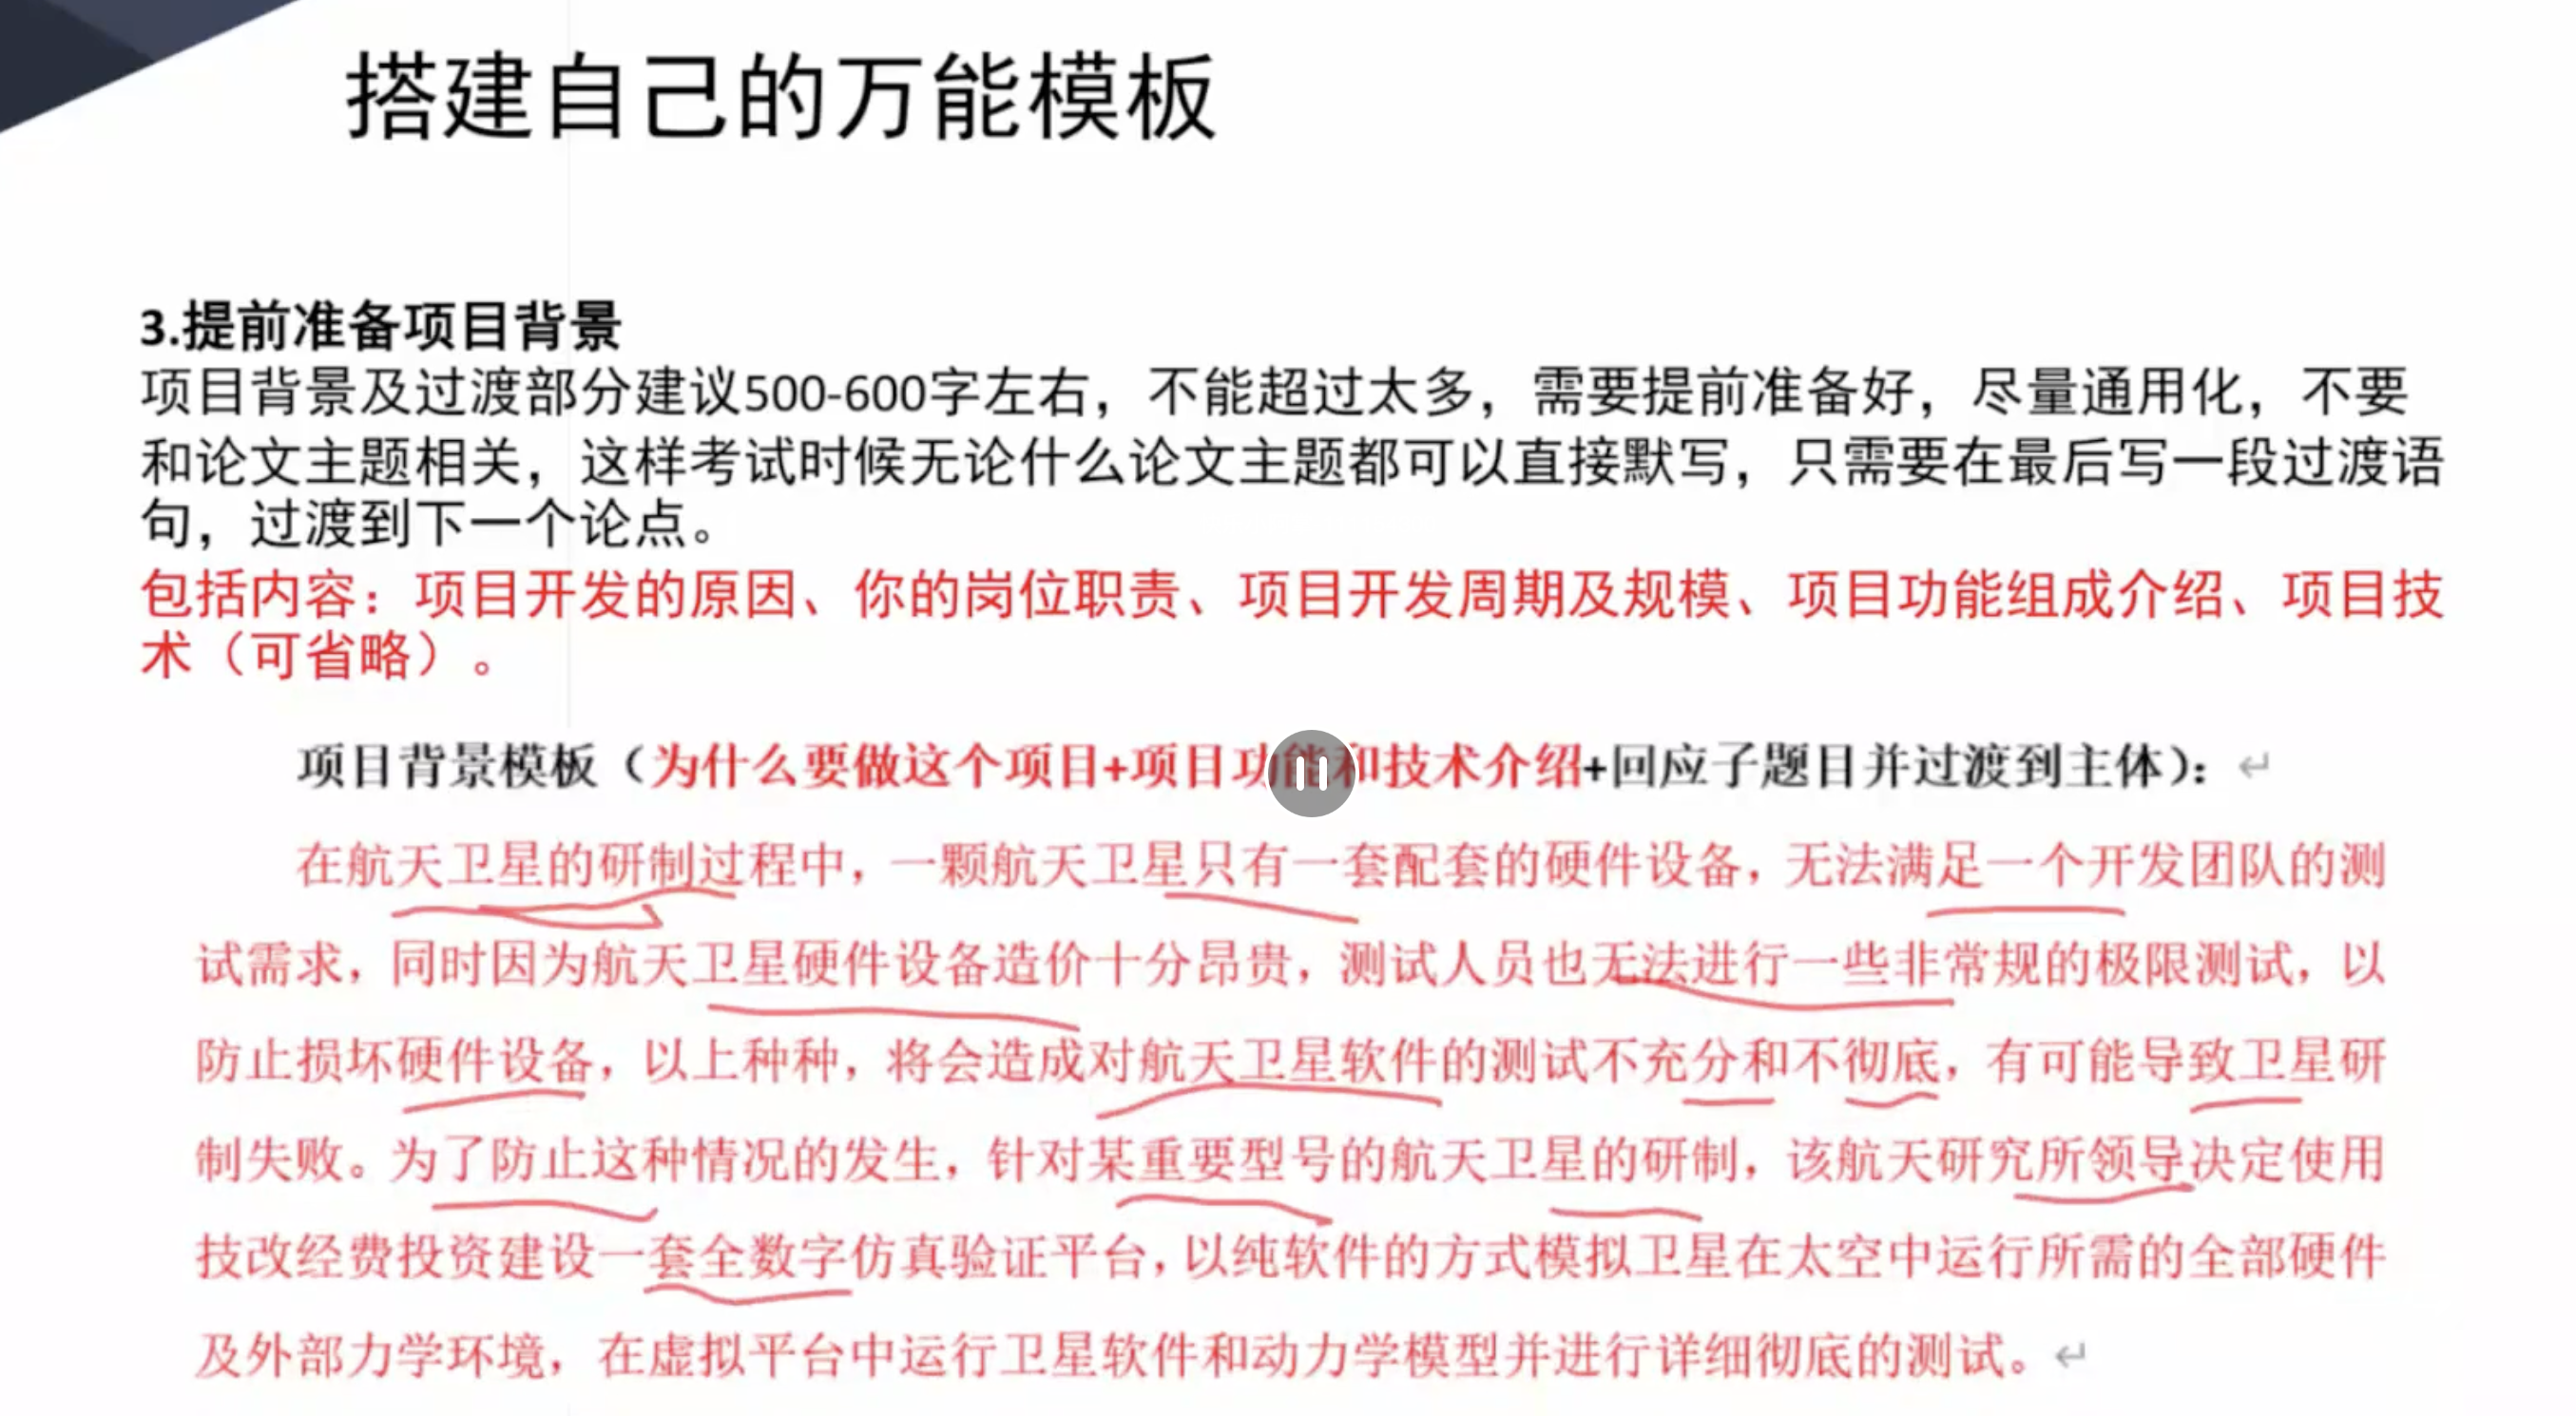 搭建自己的万能模板
3.提前准备项目背景
项目背景及过渡部分建议500-600字左右，不能超过太多，需要提前准备好，尽量通用化，不要
和论文主题相关，这样考试时候无论什么论文主题都可以直接默写，只需要在最后写一段过渡语
句，过渡到下一个论点。
包括内容：项目开发的原因、你的岗位职责、项目开发周期及规模、项目功能组成介绍、项目技
术（可省略）。
项目背景模板（为什么要做这个项目+项目功能和技术介绍+回应子题目并过渡到主体）：
在航天卫星的研制过程中，一颗航天卫星只有一套配套的硬件设备，无法满足一个开发团队的测
试需求，同时因为航天卫星硬件设备造价十分昂贵，测试人员也无法进行一些非常规的极限测试，以
防止损坏硬件设备，以上种种，将会造成对航天卫星软件的测试不充分和不彻底，有可能导致卫星研
制失败。为了防止这种情况的发生，针对某重要型号的航天卫星的研制，该航天研究所领导决定使用
技改经费投资建设一套全数字仿真验证平台，以纯软件的方式模拟卫星在太空中运行所需的全部硬件
及外部力学环境，在虚拟平台中运行卫星软件和动力学模型并进行详细彻底的测试。